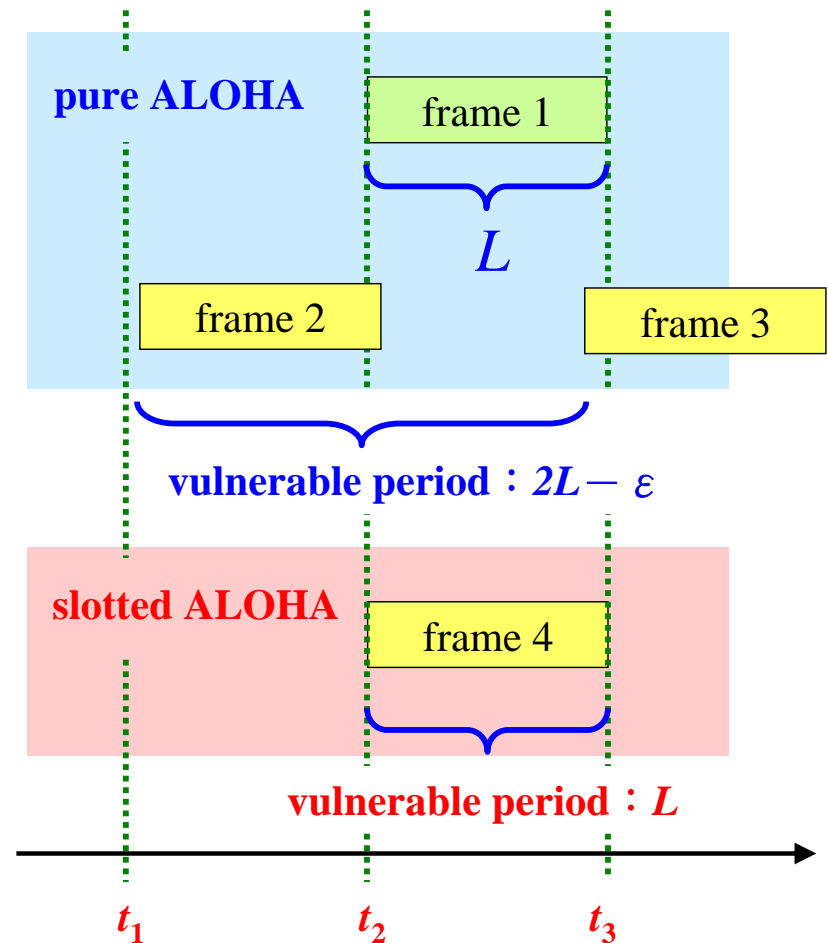 pure ALOHA
frame 1
L
frame 2
frame 3
vulnerable period：2L－ ε
slotted ALOHA
frame 4
vulnerable period：L
t₁ t₂ t₃